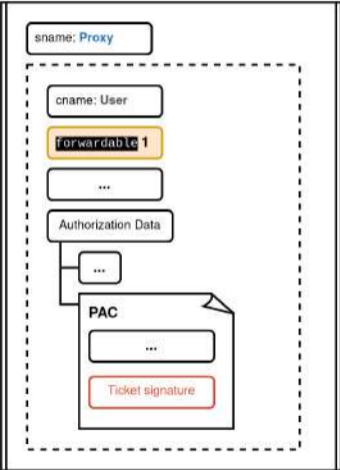 sname: Proxy
cname: User
forwardable 1
...
Authorization Data
...
PAC
...
Ticket signature